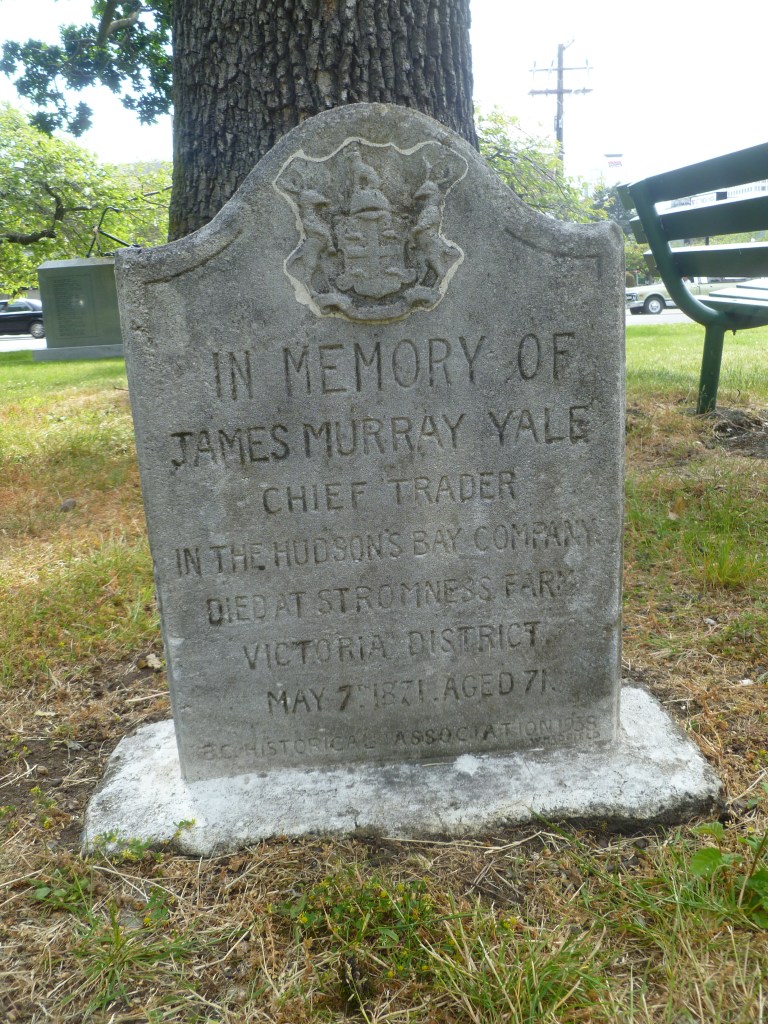 IN MEMORY OF
JAMES MURRAY YALE
CHIEF TRADER
IN THE HUDSON'S BAY COMPANY
DIED AT STROMNESS FARM
VICTORIA DISTRICT.
MAY 7TH 1871. AGED 71.
B.C. HISTORICAL ASSOCIATION